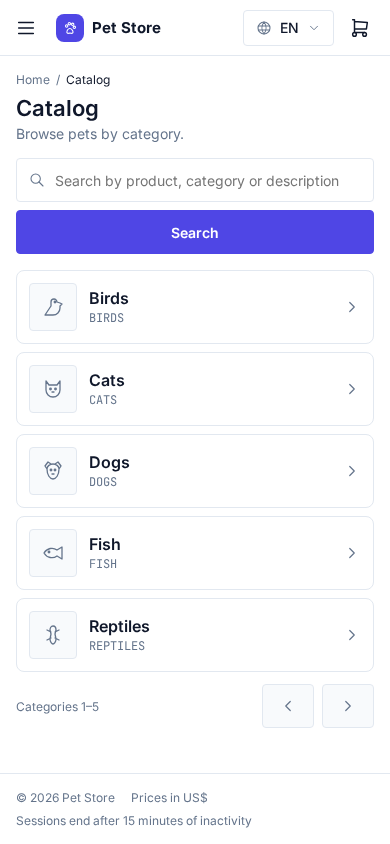 Pet Store
EN
Home / Catalog
Catalog
Browse pets by category.
Search by product, category or description
Search
Birds
BIRDS
Cats
CATS
Dogs
DOGS
Fish
FISH
Reptiles
REPTILES
Categories 1–5
© 2026 Pet Store Prices in US$
Sessions end after 15 minutes of inactivity